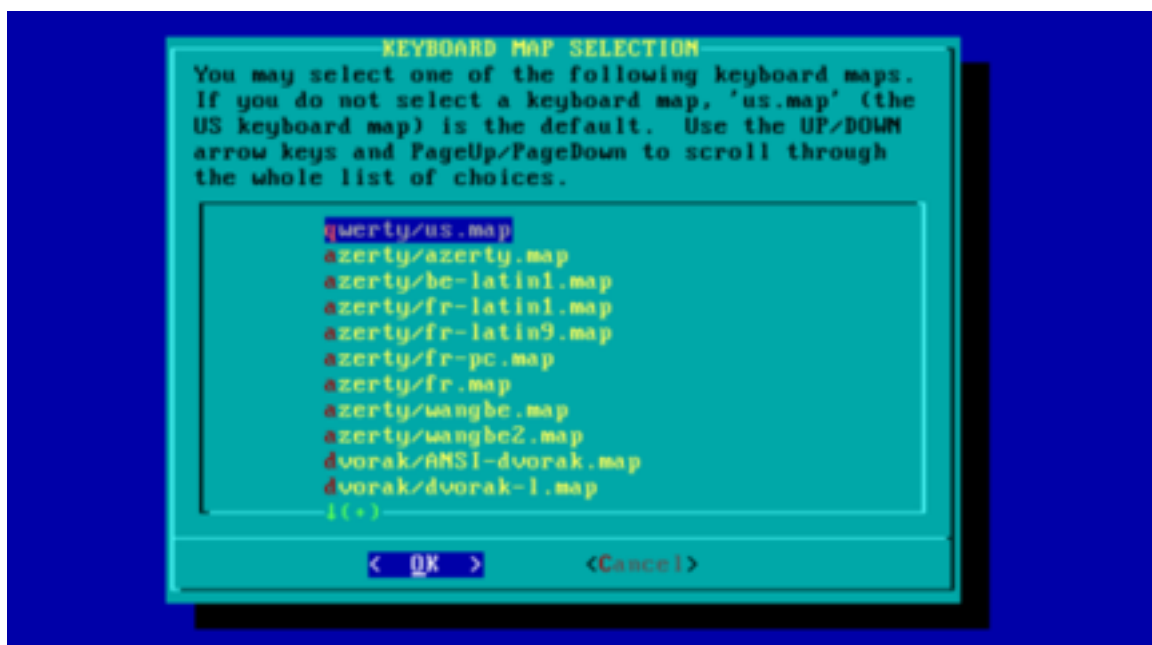 KEYBOARD MAP SELECTION
You may select one of the following keyboard maps.
If you do not select a keyboard map, 'us.map' (the
US keyboard map) is the default.  Use the UP/DOWN
arrow keys and PageUp/PageDown to scroll through
the whole list of choices.
qwerty/us.map
azerty/azerty.map
azerty/be-latin1.map
azerty/fr-latin1.map
azerty/fr-latin9.map
azerty/fr-pc.map
azerty/fr.map
azerty/wangbe.map
azerty/wangbe2.map
dvorak/ANSI-dvorak.map
dvorak/dvorak-l.map
↓(+)
<  OK  > <Cancel>